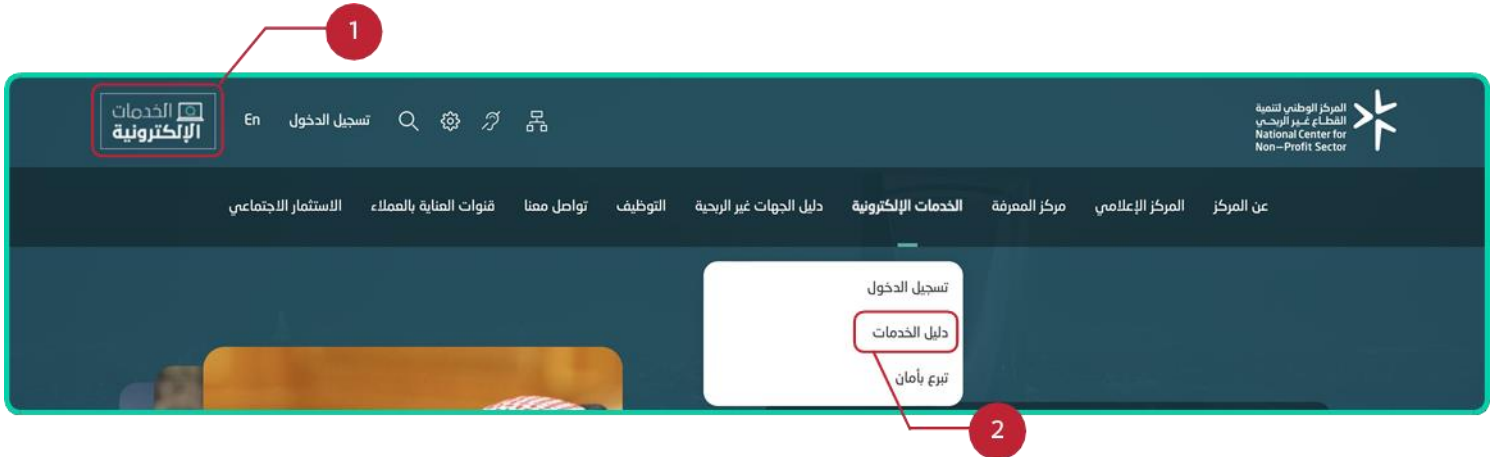 1
المركز الوطني لتنمية
القطاع غير الربحي
National Center for
Non-Profit Sector
تسجيل الدخول
En
الخدمات
الإلكترونية
عن المركز
المركز الإعلامي
مركز المعرفة
الخدمات الإلكترونية
دليل الجهات غير الربحية
التوظيف
تواصل معنا
قنوات العناية بالعملاء
الاستثمار الاجتماعي
تسجيل الدخول
دليل الخدمات
تبرع بأمان
2